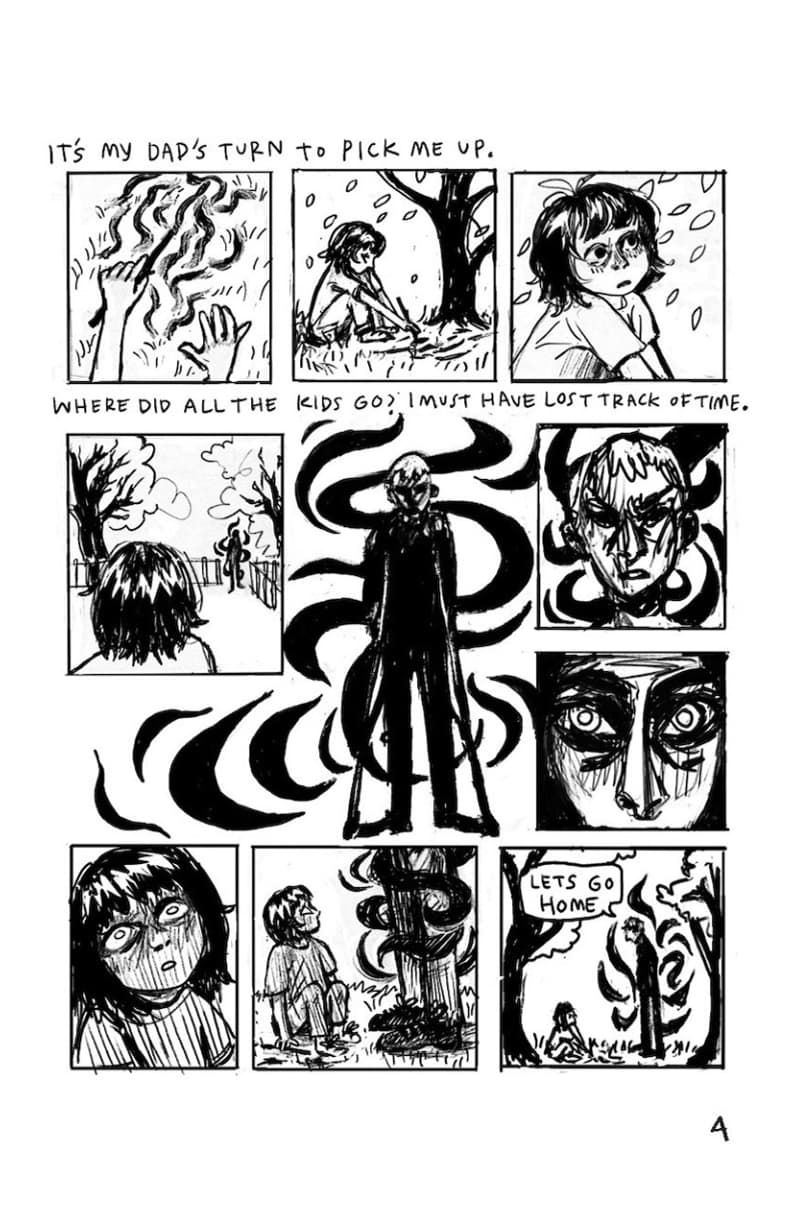 IT'S MY DAD'S TURN TO PICK ME UP.
WHERE DID ALL THE KIDS GO? I MUST HAVE LOST TRACK OF TIME.
LETS GO
HOME
4